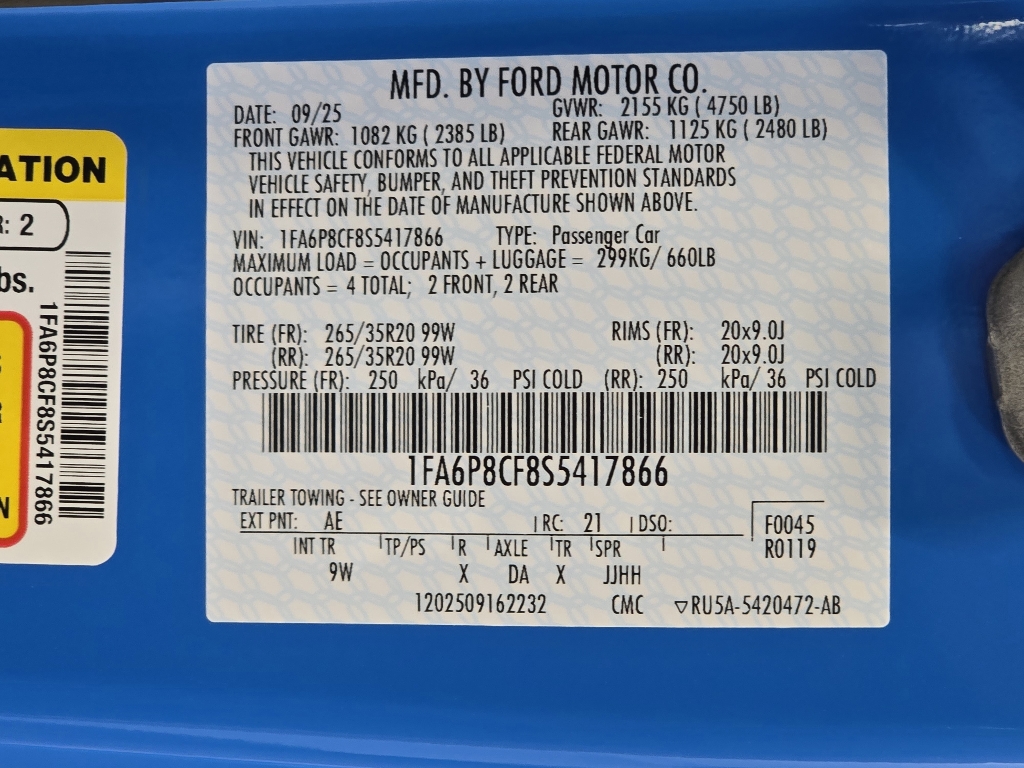 MFD. BY FORD MOTOR CO.
DATE: 09/25 GVWR: 2155 KG ( 4750 LB)
FRONT GAWR: 1082 KG ( 2385 LB) REAR GAWR: 1125 KG ( 2480 LB)
THIS VEHICLE CONFORMS TO ALL APPLICABLE FEDERAL MOTOR
VEHICLE SAFETY, BUMPER, AND THEFT PREVENTION STANDARDS
IN EFFECT ON THE DATE OF MANUFACTURE SHOWN ABOVE.
VIN: 1FA6P8CF8S5417866 TYPE: Passenger Car
MAXIMUM LOAD = OCCUPANTS + LUGGAGE = 299KG/ 660LB
OCCUPANTS = 4 TOTAL; 2 FRONT, 2 REAR
TIRE (FR): 265/35R20 99W RIMS (FR): 20x9.0J
(RR): 265/35R20 99W (RR): 20x9.0J
PRESSURE (FR): 250 kPa/ 36 PSI COLD (RR): 250 kPa/ 36 PSI COLD
1FA6P8CF8S5417866
TRAILER TOWING - SEE OWNER GUIDE
EXT PNT: AE RC: 21 DSO: F0045
INT TR TP/PS R AXLE TR SPR R0119
9W X DA X JJHH
1202509162232 CMC ▽RU5A-5420472-AB
ATION
R: 2
bs.
1FA6P8CF8S5417866
N